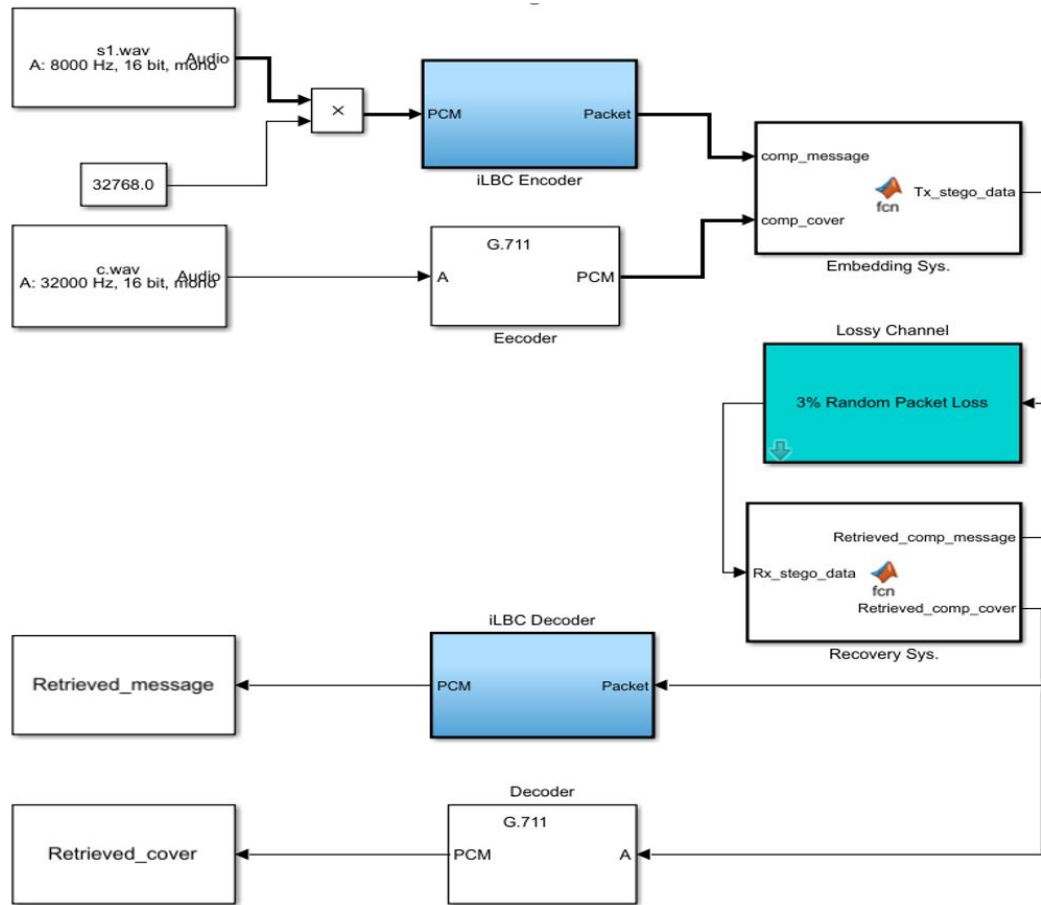 s1.wav
A: 8000 Hz, 16 bit, mono
Audio
32768.0
×
PCM
Packet
iLBC Encoder
comp_message
comp_cover
fcn
Tx_stego_data
Embedding Sys.
c.wav
A: 32000 Hz, 16 bit, mono
Audio
G.711
A
PCM
Eecoder
Lossy Channel
3% Random Packet Loss
Retrieved_comp_message
Rx_stego_data
fcn
Retrieved_comp_cover
Recovery Sys.
iLBC Decoder
PCM
Packet
Retrieved_message
Decoder
G.711
PCM
A
Retrieved_cover